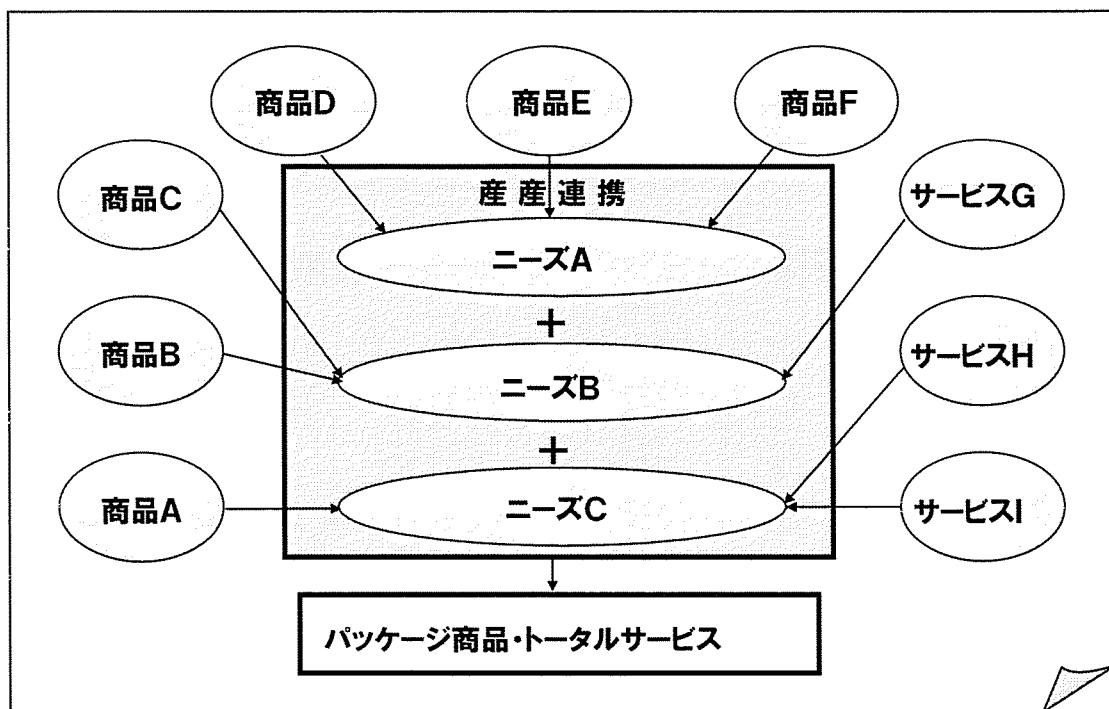 商品D
商品E
商品F
商品C
産産連携
サービスG
ニーズA
+
商品B
ニーズB
サービスH
+
商品A
ニーズC
サービスI
パッケージ商品・トータルサービス